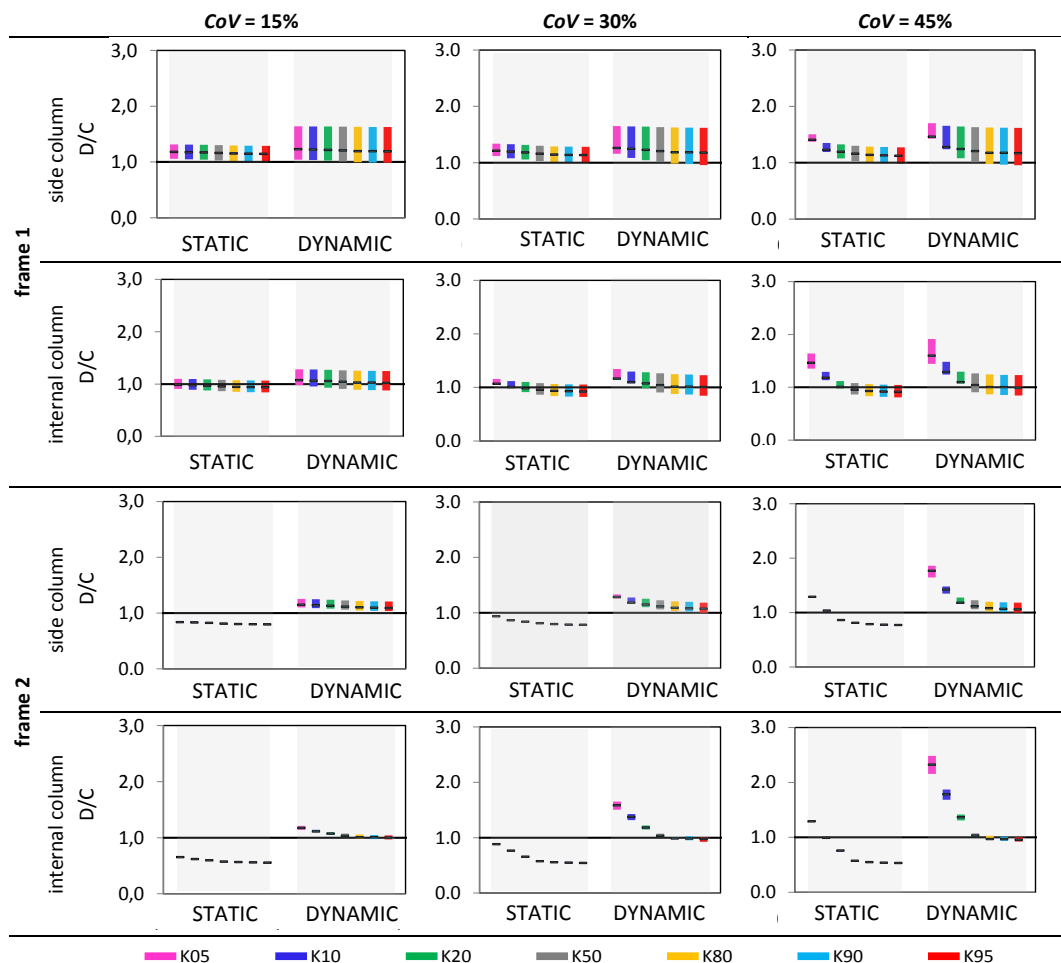 CoV = 15% CoV = 30% CoV = 45%
frame 1
side column
D/C
3,0 2,0 1,0 0,0
STATIC DYNAMIC
3.0 2.0 1.0 0.0
STATIC DYNAMIC
3.0 2.0 1.0 0.0
STATIC DYNAMIC
internal column
D/C
3,0 2,0 1,0 0,0
STATIC DYNAMIC
3.0 2.0 1.0 0.0
STATIC DYNAMIC
3.0 2.0 1.0 0.0
STATIC DYNAMIC
frame 2
side column
D/C
3,0 2.0 1.0 0.0
STATIC DYNAMIC
3.0 2.0 1.0 0.0
STATIC DYNAMIC
3.0 2.0 1.0 0.0
STATIC DYNAMIC
internal column
D/C
3,0 2,0 1,0 0,0
STATIC DYNAMIC
3.0 2.0 1.0 0.0
STATIC DYNAMIC
3.0 2.0 1.0 0.0
STATIC DYNAMIC
K05 K10 K20 K50 K80 K90 K95